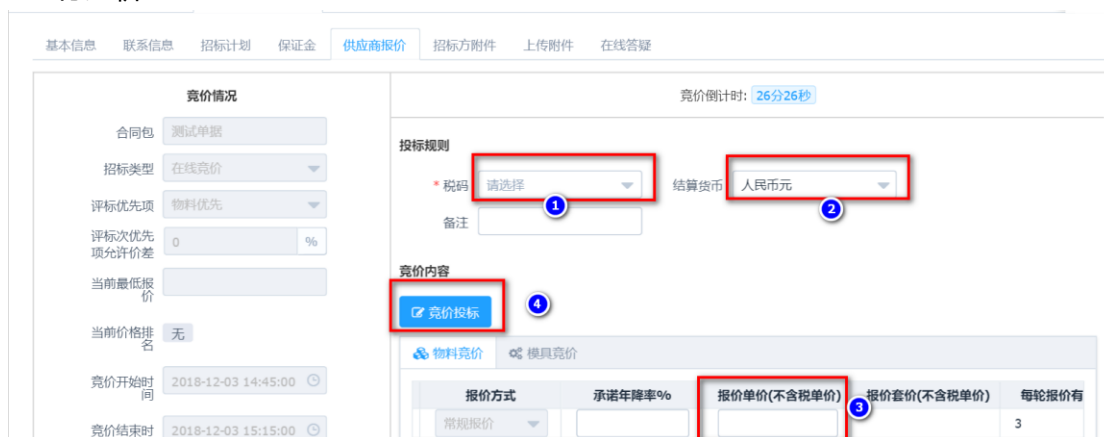 基本信息 联系信息 招标计划 保证金 供应商报价 招标方附件 上传附件 在线答疑
竞价情况
竞价倒计时: 26分26秒
合同包 测试单据
招标类型 在线竞价
评标优先项 物料优先
评标次优先项允许价差 0 %
当前最低报价
当前价格排名 无
竞价开始时间 2018-12-03 14:45:00
竞价结束时 2018-12-03 15:15:00
投标规则
* 税码 请选择 1 结算货币 人民币元 2
备注
竞价内容
竞价投标 4
物料竞价 模具竞价
报价方式 承诺年降率% 报价单价(不含税单价) 3 报价套价(不含税单价) 每轮报价有
常规报价 3